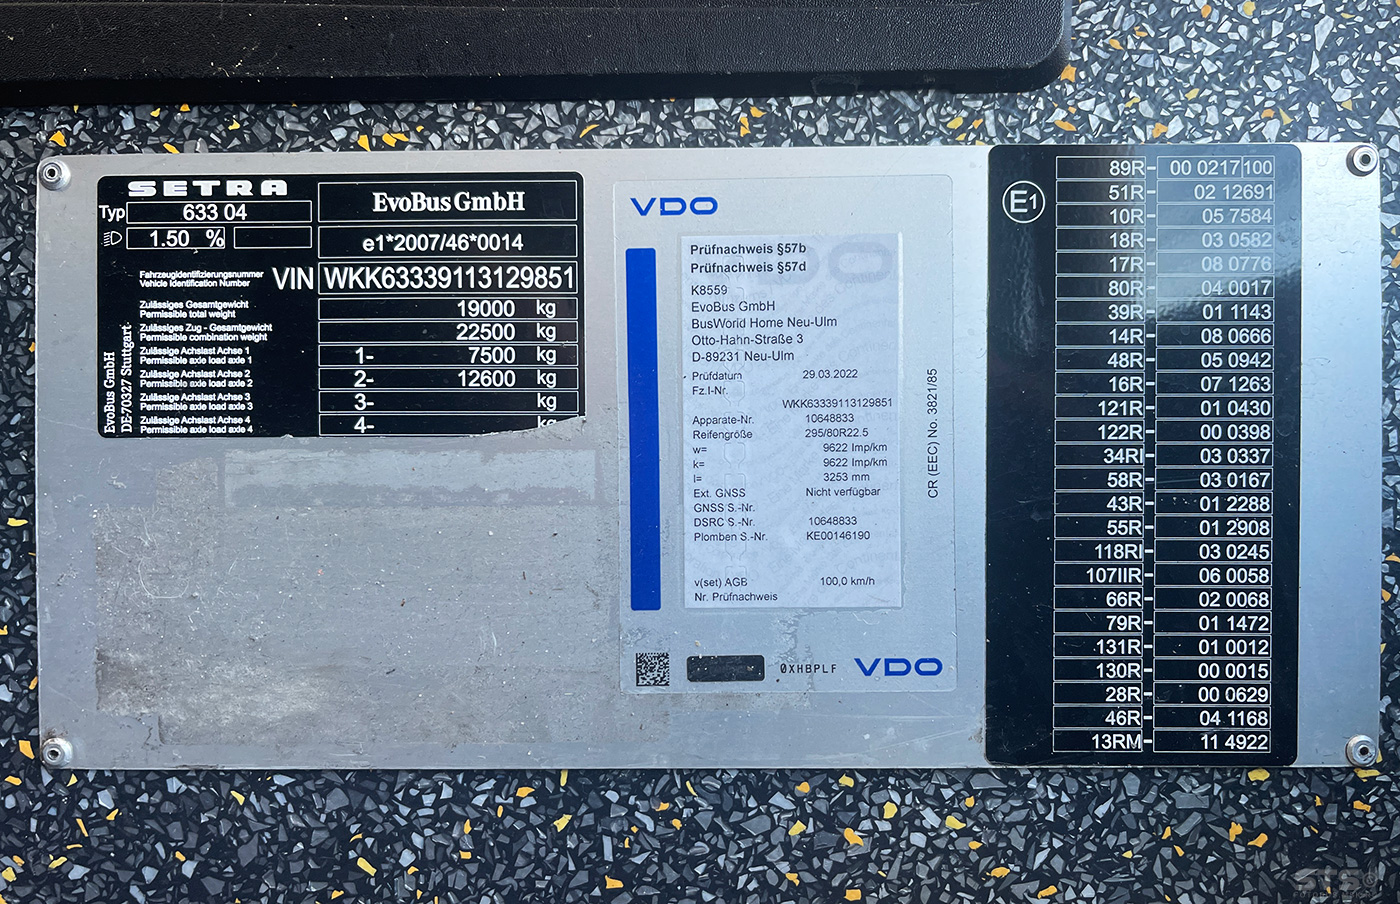 SETRA
EvoBus GmbH
Typ 633 04
1.50 %
e1*2007/46*0014
Fahrzeugidentifizierungsnummer
Vehicle Identification Number
VIN WKK63339113129851
Zulässiges Gesamtgewicht
Permissible total weight
19000 kg
Zulässiges Zug - Gesamtgewicht
Permissible combination weight
22500 kg
Zulässige Achslast Achse 1
Permissible axle load axle 1
1- 7500 kg
Zulässige Achslast Achse 2
Permissible axle load axle 2
2- 12600 kg
Zulässige Achslast Achse 3
Permissible axle load axle 3
3- kg
Zulässige Achslast Achse 4
Permissible axle load axle 4
4- kg
EvoBus GmbH
DE-70327 Stuttgart
VDO
Prüfnachweis §57b
Prüfnachweis §57d
K8559
EvoBus GmbH
BusWorld Home Neu-Ulm
Otto-Hahn-Straße 3
D-89231 Neu-Ulm
Prüfdatum 29.03.2022
Fz.I-Nr.
WKK63339113129851
Apparate-Nr. 10648833
Reifengröße 295/80R22.5
w= 9622 Imp/km
k= 9622 Imp/km
l= 3253 mm
Ext. GNSS Nicht verfügbar
GNSS S.-Nr.
DSRC S.-Nr. 10648833
Plomben S.-Nr. KE00146190
v(set) AGB 100,0 km/h
Nr. Prüfnachweis
CR (EEC) No. 3821/85
0XHBPLF
VDO
E1
89R- 00 0217|100
51R- 02 12691
10R- 05 7584
18R- 03 0582
17R- 08 0776
80R- 04 0017
39R- 01 1143
14R- 08 0666
48R- 05 0942
16R- 07 1263
121R- 01 0430
122R- 00 0398
34RI- 03 0337
58R- 03 0167
43R- 01 2288
55R- 01 2908
118RI- 03 0245
107IIR- 06 0058
66R- 02 0068
79R- 01 1472
131R- 01 0012
130R- 00 0015
28R- 00 0629
46R- 04 1168
13RM- 11 4922
STS